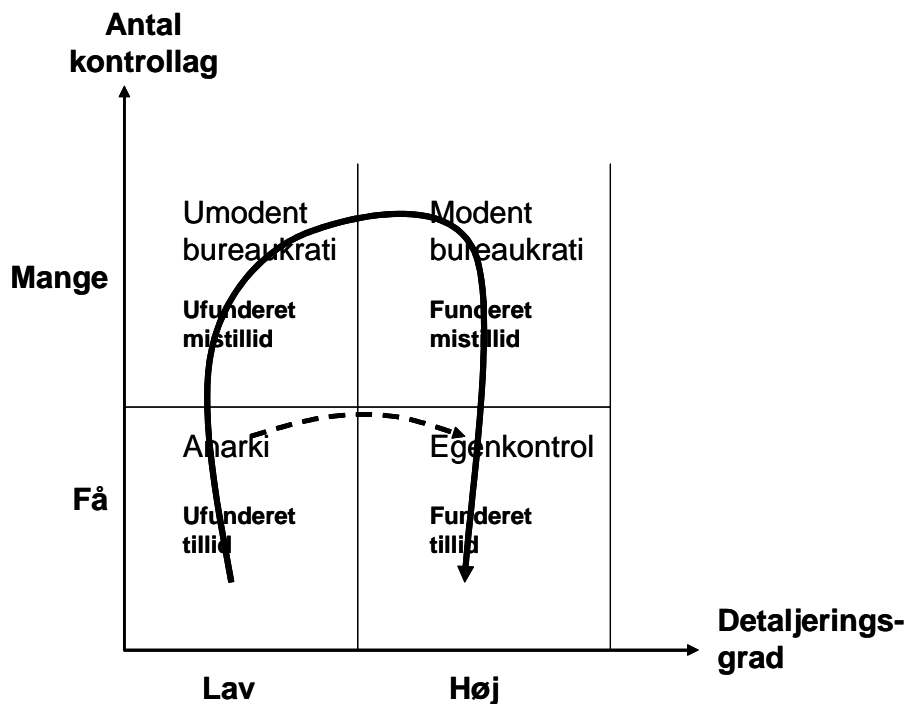 Antal
kontrollag
Umodent
bureaukrati
Modent
bureaukrati
Mange
Ufunderet
mistillid
Funderet
mistillid
Anarki
Egenkontrol
Få
Ufunderet
tillid
Funderet
tillid
Detaljerings-
grad
Lav
Høj